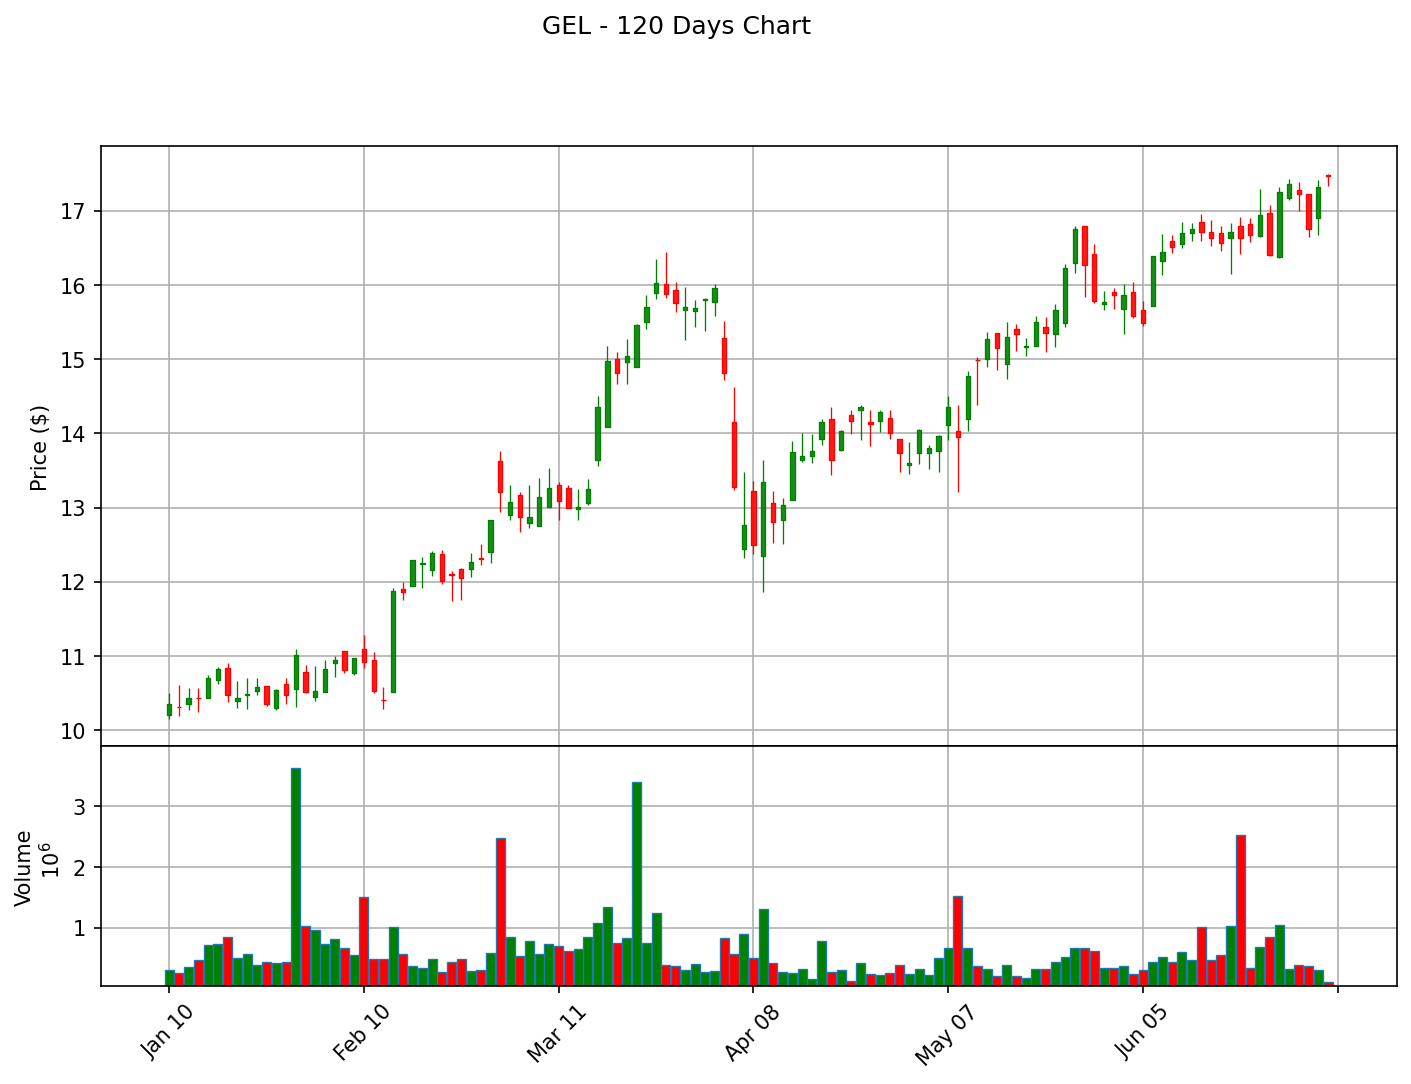 GEL - 120 Days Chart
Price ($)
17
16
15
14
13
12
11
10
Volume
10^6
3
2
1
Jan 10
Feb 10
Mar 11
Apr 08
May 07
Jun 05